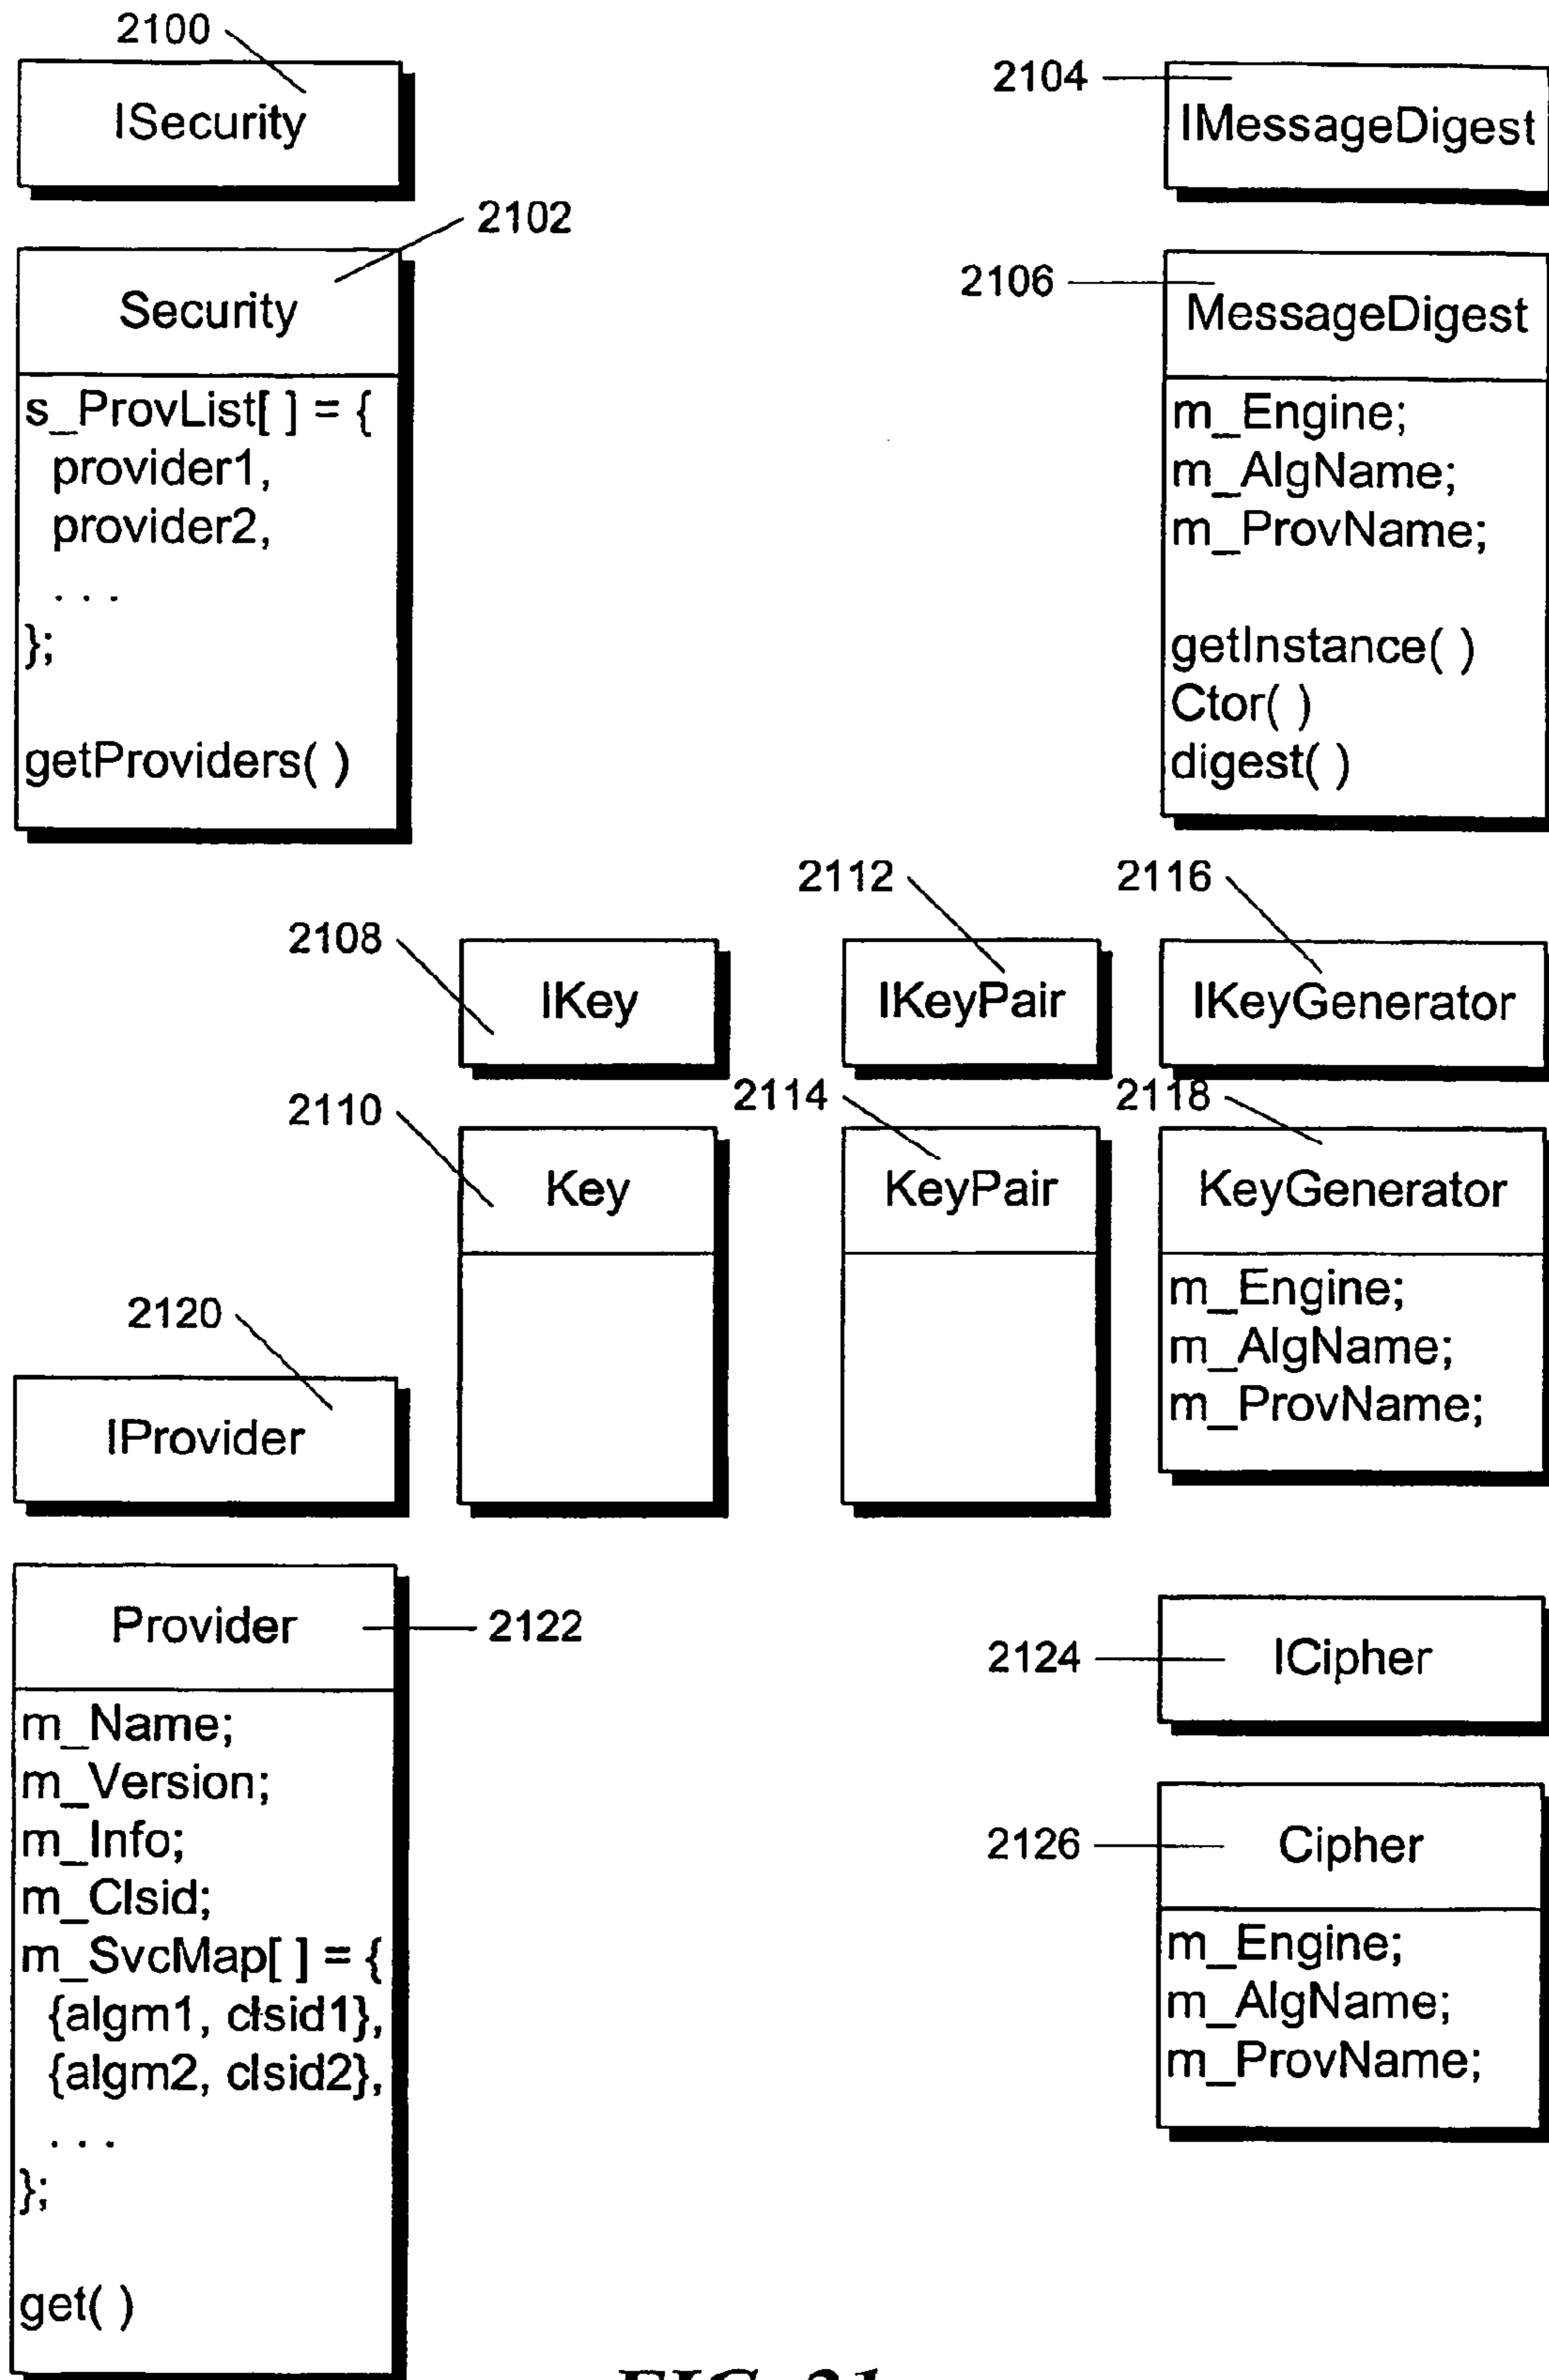 2100
ISecurity
2102
Security
s_ProvList[ ] = {
provider1,
provider2,
. . .
};
getProviders( )
2104
IMessageDigest
2106
MessageDigest
m_Engine;
m_AlgName;
m_ProvName;
getInstance( )
Ctor( )
digest( )
2108
IKey
2110
Key
2112
IKeyPair
2114
KeyPair
2116
IKeyGenerator
2118
KeyGenerator
m_Engine;
m_AlgName;
m_ProvName;
2120
IProvider
Provider
2122
m_Name;
m_Version;
m_Info;
m_Clsid;
m_SvcMap[ ] = {
{algm1, clsid1},
{algm2, clsid2},
. . .
};
get( )
2124
ICipher
2126
Cipher
m_Engine;
m_AlgName;
m_ProvName;
FIG. 21